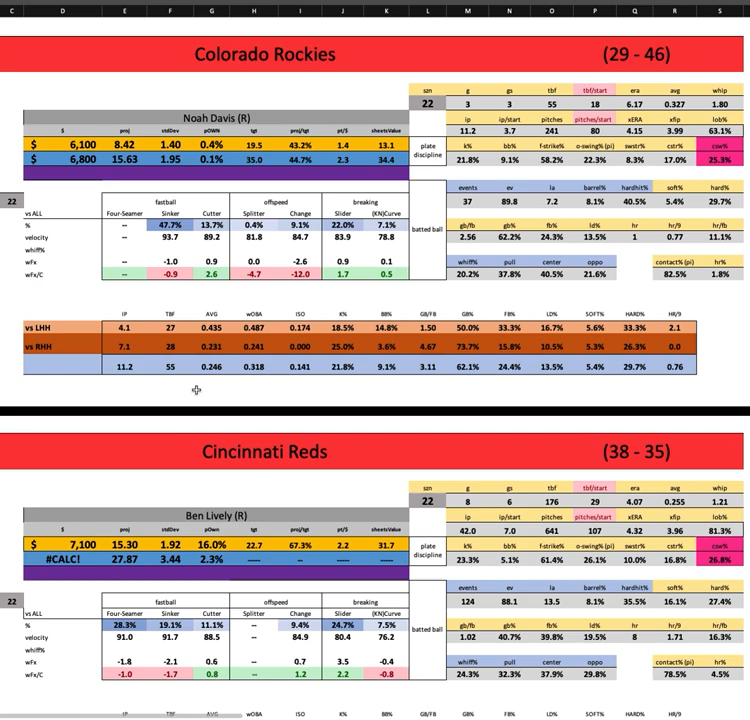 C D E F G H I J K L M N O P Q R S
Colorado Rockies (29 - 46)
szn g gs tbf tbf/start era avg whip
22 3 3 55 18 6.17 0.327 1.80
Noah Davis (R) ip ip/start pitches pitches/start xERA xfip lob%
$ proj stdDev pOWN tgt proj/tgt pt/$ sheetsValue 11.2 3.7 241 80 4.15 3.99 63.1%
$ 6,100 8.42 1.40 0.4% 19.5 43.2% 1.4 13.1 plate discipline k% bb% f-strike% o-swing% (pi) swstr% cstr% csw%
$ 6,800 15.63 1.95 0.1% 35.0 44.7% 2.3 34.4 21.8% 9.1% 58.2% 22.3% 8.3% 17.0% 25.3%
22 events ev la barrel% hardhit% soft% hard%
fastball offspeed breaking 37 89.8 7.2 8.1% 40.5% 5.4% 29.7%
vs ALL Four-Seamer Sinker Cutter Splitter Change Slider (KN)Curve
% -- 47.7% 13.7% 0.4% 9.1% 22.0% 7.1% batted ball gb/fb gb% fb% ld% hr hr/9 hr/fb
velocity -- 93.7 89.2 81.8 84.7 83.9 78.8 2.56 62.2% 24.3% 13.5% 1 0.77 11.1%
whiff%
wFx -- -1.0 0.9 0.0 -2.6 0.9 0.1 whiff% pull center oppo contact% (pi) hr%
wFx/C -- -0.9 2.6 -4.7 -12.0 1.7 0.5 20.2% 37.8% 40.5% 21.6% 82.5% 1.8%
IP TBF AVG wOBA ISO K% BB% GB/FB GB% FB% LD% SOFT% HARD% HR/9
vs LHH 4.1 27 0.435 0.487 0.174 18.5% 14.8% 1.50 50.0% 33.3% 16.7% 5.6% 33.3% 2.1
vs RHH 7.1 28 0.231 0.241 0.000 25.0% 3.6% 4.67 73.7% 15.8% 10.5% 5.3% 26.3% 0.0
11.2 55 0.246 0.318 0.141 21.8% 9.1% 3.11 62.1% 24.4% 13.5% 5.4% 29.7% 0.76
Cincinnati Reds (38 - 35)
szn g gs tbf tbf/start era avg whip
22 8 6 176 29 4.07 0.255 1.21
Ben Lively (R) ip ip/start pitches pitches/start xERA xfip lob%
$ proj stdDev pOwn tgt proj/tgt pt/$ sheetsValue 42.0 7.0 641 107 4.32 3.96 81.3%
$ 7,100 15.30 1.92 16.0% 22.7 67.3% 2.2 31.7 plate discipline k% bb% f-strike% o-swing% (pi) swstr% cstr% csw%
#CALC! 27.87 3.44 2.3% ----- -- -- ----- 23.3% 5.1% 61.4% 26.1% 10.0% 16.8% 26.8%
22 events ev la barrel% hardhit% soft% hard%
fastball offspeed breaking 124 88.1 13.5 8.1% 35.5% 16.1% 27.4%
vs ALL Four-Seamer Sinker Cutter Splitter Change Slider (KN)Curve
% 28.3% 19.1% 11.1% -- 9.4% 24.7% 7.5% batted ball gb/fb gb% fb% ld% hr hr/9 hr/fb
velocity 91.0 91.7 88.5 -- 84.9 80.4 76.2 1.02 40.7% 39.8% 19.5% 8 1.71 16.3%
whiff%
wFx -1.8 -2.1 0.6 -- 0.7 3.5 -0.4 whiff% pull center oppo contact% (pi) hr%
wFx/C -1.0 -1.7 0.8 -- 1.2 2.2 -0.8 24.3% 32.3% 37.9% 29.8% 78.5% 4.5%
IP TBF AVG wOBA ISO K% BB% GB/FB GB% FB% LD% SOFT% HARD% HR/9